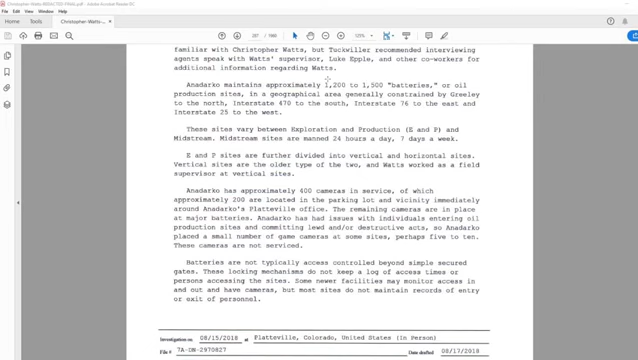 Christopher-Watts REDACTED-FINAL.pdf - Adobe Acrobat Reader DC
File Edit View Window Help
Home Tools Christopher-Watts-... ×
287 / 1960 125%
familiar with Christopher Watts, but Tuckwiller recommended interviewing
agents speak with Watts' supervisor, Luke Epple, and other co-workers for
additional information regarding Watts.
Anadarko maintains approximately 1,200 to 1,500 "batteries," or oil
production sites, in a geographical area generally constrained by Greeley
to the north, Interstate 470 to the south, Interstate 76 to the east and
Interstate 25 to the west.
These sites vary between Exploration and Production (E and P) and
Midstream. Midstream sites are manned 24 hours a day, 7 days a week.
E and P sites are further divided into vertical and horizontal sites.
Vertical sites are the older type of the two, and Watts worked as a field
supervisor at vertical sites.
Anadarko has approximately 400 cameras in service, of which
approximately 200 are located in the parking lot and vicinity immediately
around Anadarko's Platteville office. The remaining cameras are in place
at major batteries. Anadarko has had issues with individuals entering oil
production sites and committing lewd and/or destructive acts, so Anadarko
placed a small number of game cameras at some sites, perhaps five to ten.
These cameras are not serviced.
Batteries are not typically access controlled beyond simple secured
gates. These locking mechanisms do not keep a log of access times or
persons accessing the sites. Some newer facilities may monitor access in
and out and have cameras, but most sites do not maintain records of entry
or exit of personnel.
Investigation on 08/15/2018 at Platteville, Colorado, United States (In Person)
File # 7A-DN-2970827 Date drafted 08/17/2018